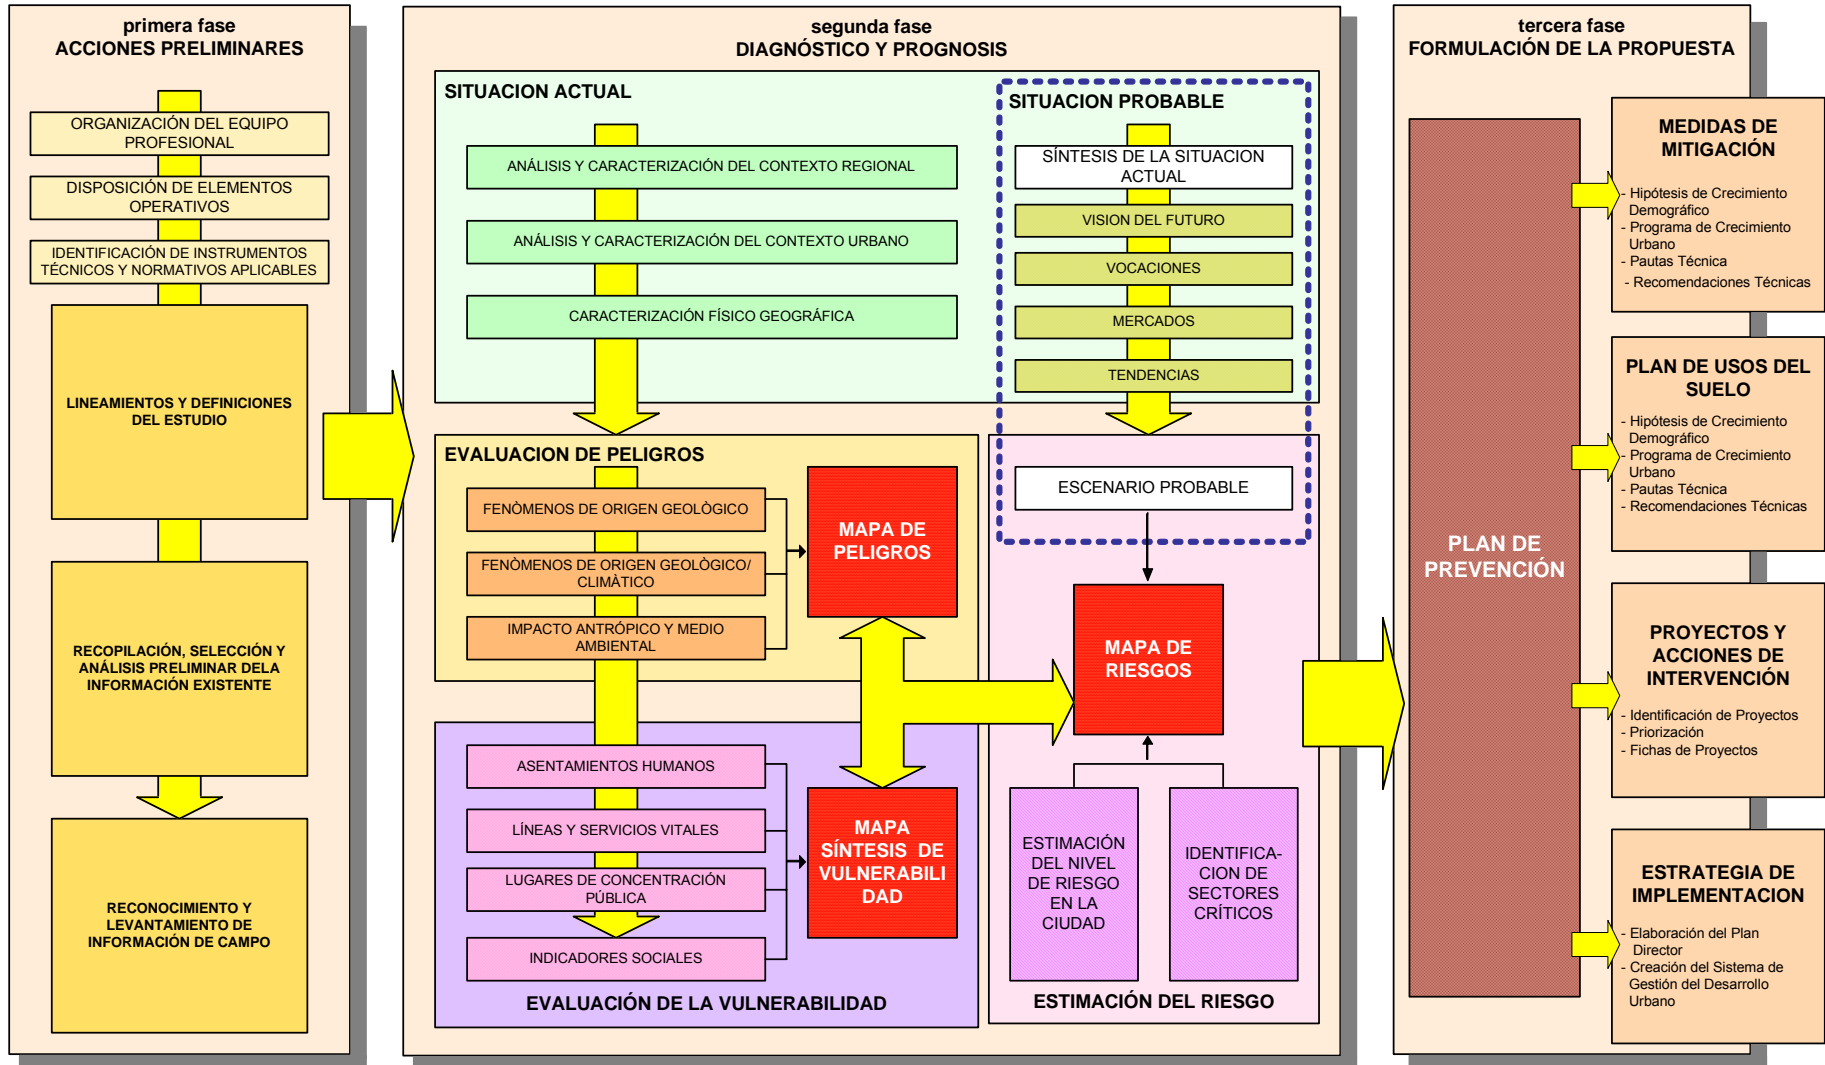 primera fase
ACCIONES PRELIMINARES
ORGANIZACIÓN DEL EQUIPO
PROFESIONAL
DISPOSICIÓN DE ELEMENTOS
OPERATIVOS
IDENTIFICACIÓN DE INSTRUMENTOS
TÉCNICOS Y NORMATIVOS APLICABLES
LINEAMIENTOS Y DEFINICIONES
DEL ESTUDIO
RECOPILACIÓN, SELECCIÓN Y
ANÁLISIS PRELIMINAR DELA
INFORMACIÓN EXISTENTE
RECONOCIMIENTO Y
LEVANTAMIENTO DE
INFORMACIÓN DE CAMPO
segunda fase
DIAGNÓSTICO Y PROGNOSIS
SITUACION ACTUAL
ANÁLISIS Y CARACTERIZACIÓN DEL CONTEXTO REGIONAL
ANÁLISIS Y CARACTERIZACIÓN DEL CONTEXTO URBANO
CARACTERIZACIÓN FÍSICO GEOGRÁFICA
SITUACION PROBABLE
SÍNTESIS DE LA SITUACION
ACTUAL
VISION DEL FUTURO
VOCACIONES
MERCADOS
TENDENCIAS
EVALUACION DE PELIGROS
FENÒMENOS DE ORIGEN GEOLÒGICO
FENÒMENOS DE ORIGEN GEOLÒGICO/
CLIMÀTICO
IMPACTO ANTRÓPICO Y MEDIO
AMBIENTAL
MAPA DE
PELIGROS
ASENTAMIENTOS HUMANOS
LÍNEAS Y SERVICIOS VITALES
LUGARES DE CONCENTRACIÓN
PÚBLICA
INDICADORES SOCIALES
MAPA
SÍNTESIS DE
VULNERABILI
DAD
EVALUACIÓN DE LA VULNERABILIDAD
ESCENARIO PROBABLE
MAPA DE
RIESGOS
ESTIMACIÓN
DEL NIVEL
DE RIESGO
EN LA
CIUDAD
IDENTIFICA-
CION DE
SECTORES
CRÍTICOS
ESTIMACIÓN DEL RIESGO
tercera fase
FORMULACIÓN DE LA PROPUESTA
PLAN DE
PREVENCIÓN
MEDIDAS DE
MITIGACIÓN
- Hipótesis de Crecimiento
Demográfico
- Programa de Crecimiento
Urbano
- Pautas Técnica
- Recomendaciones Técnicas
PLAN DE USOS DEL
SUELO
- Hipótesis de Crecimiento
Demográfico
- Programa de Crecimiento
Urbano
- Pautas Técnica
- Recomendaciones Técnicas
PROYECTOS Y
ACCIONES DE
INTERVENCIÓN
- Identificación de Proyectos
- Priorización
- Fichas de Proyectos
ESTRATEGIA DE
IMPLEMENTACION
- Elaboración del Plan
Director
- Creación del Sistema de
Gestión del Desarrollo
Urbano